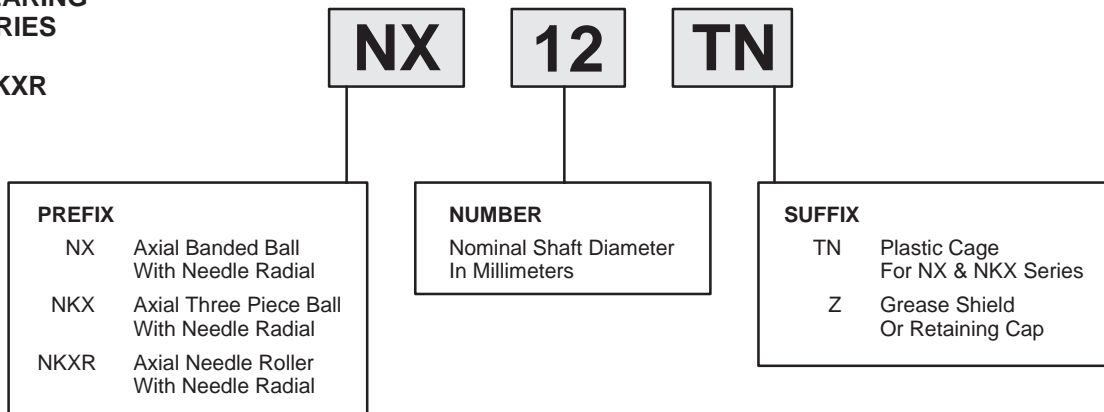 RIES
KXR
NX 12 TN
PREFIX
NX Axial Banded Ball
With Needle Radial
NKX Axial Three Piece Ball
With Needle Radial
NKXR Axial Needle Roller
With Needle Radial
NUMBER
Nominal Shaft Diameter
In Millimeters
SUFFIX
TN Plastic Cage
For NX & NKX Series
Z Grease Shield
Or Retaining Cap